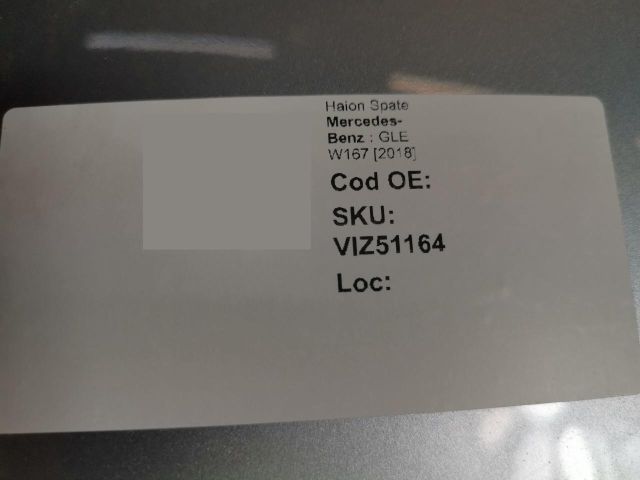 Haion Spate
Mercedes-
Benz : GLE
W167 [2018]
Cod OE:
SKU:
VIZ51164
Loc: